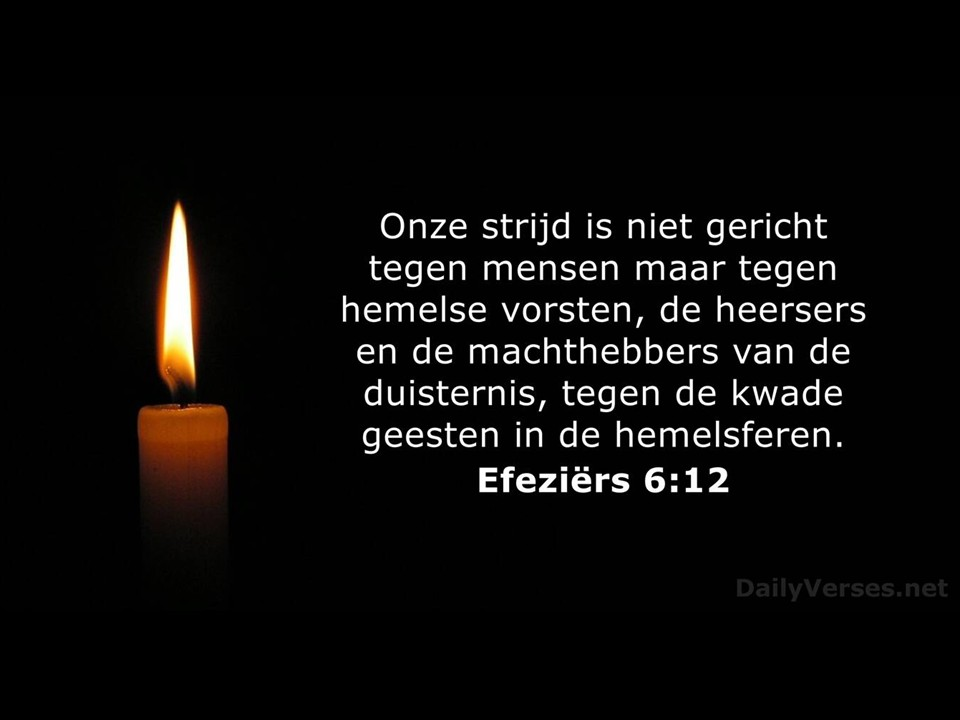 Onze strijd is niet gericht
tegen mensen maar tegen
hemelse vorsten, de heersers
en de machthebbers van de
duisternis, tegen de kwade
geesten in de hemelsferen.
Efeziërs 6:12
DailyVerses.net